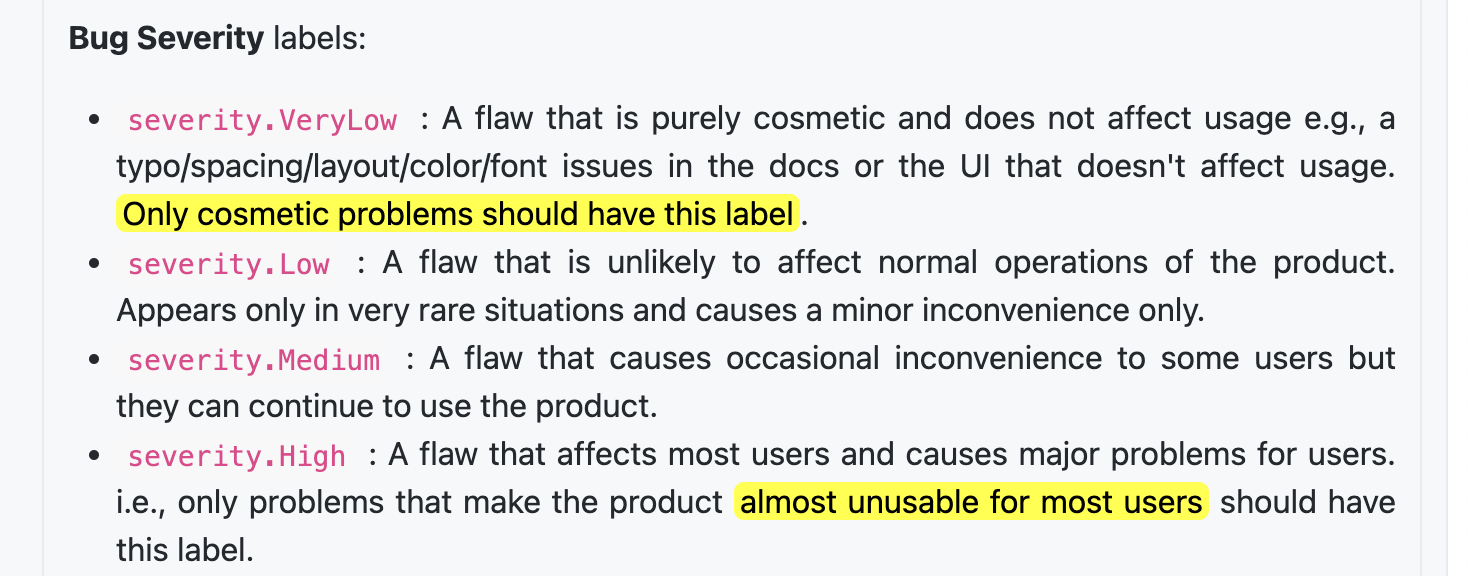 Bug Severity labels:
• severity.VeryLow : A flaw that is purely cosmetic and does not affect usage e.g., a
typo/spacing/layout/color/font issues in the docs or the UI that doesn't affect usage.
Only cosmetic problems should have this label.
• severity.Low : A flaw that is unlikely to affect normal operations of the product.
Appears only in very rare situations and causes a minor inconvenience only.
• severity.Medium : A flaw that causes occasional inconvenience to some users but
they can continue to use the product.
• severity.High : A flaw that affects most users and causes major problems for users.
i.e., only problems that make the product almost unusable for most users should have
this label.